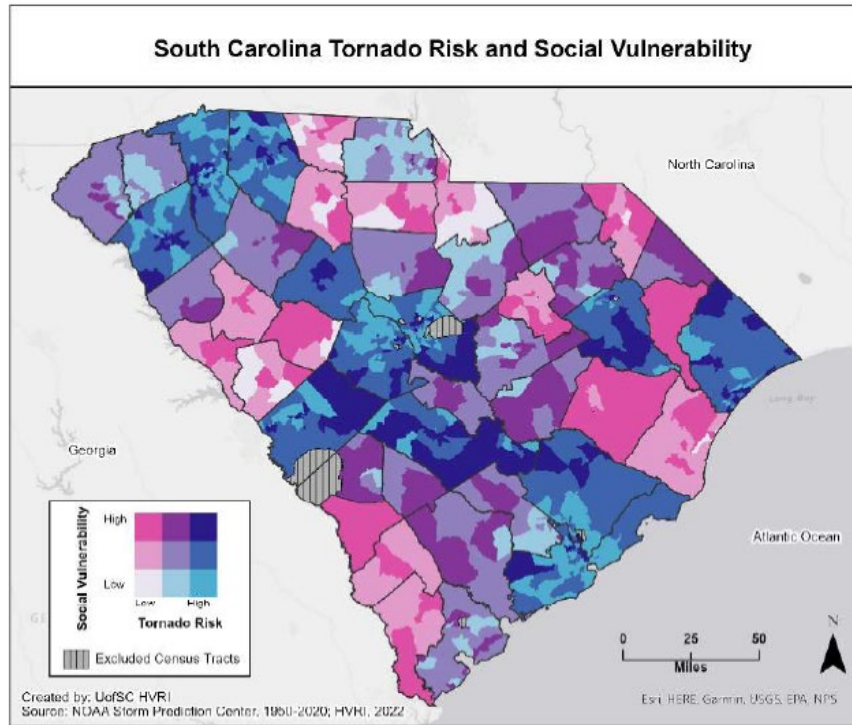 South Carolina Tornado Risk and Social Vulnerability
North Carolina
Long Bay
Georgia
Atlantic Ocean
Social Vulnerability
High
Low
Low
High
Tornado Risk
Excluded Census Tracts
N
0 25 50
Miles
Created by: UofSC HVRI
Source: NOAA Storm Prediction Center, 1950-2020; HVRI, 2022
Esri, HERE, Garmin, USGS, EPA, NPS